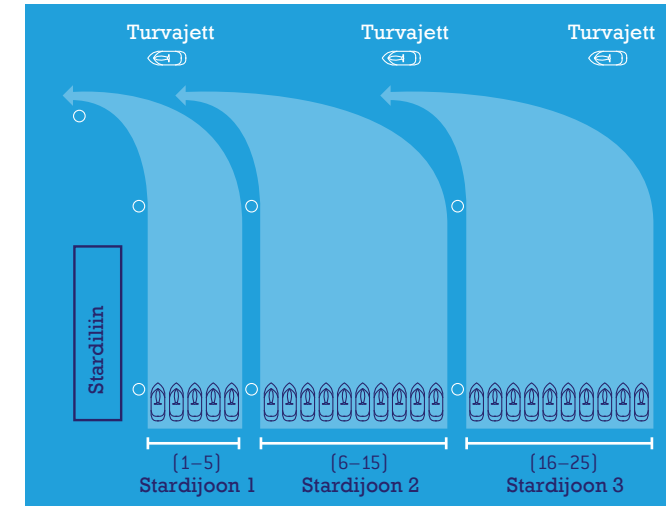 Turvajett
Turvajett
Turvajett
Stardiliin
(1–5)
Stardijoon 1
(6–15)
Stardijoon 2
(16–25)
Stardijoon 3